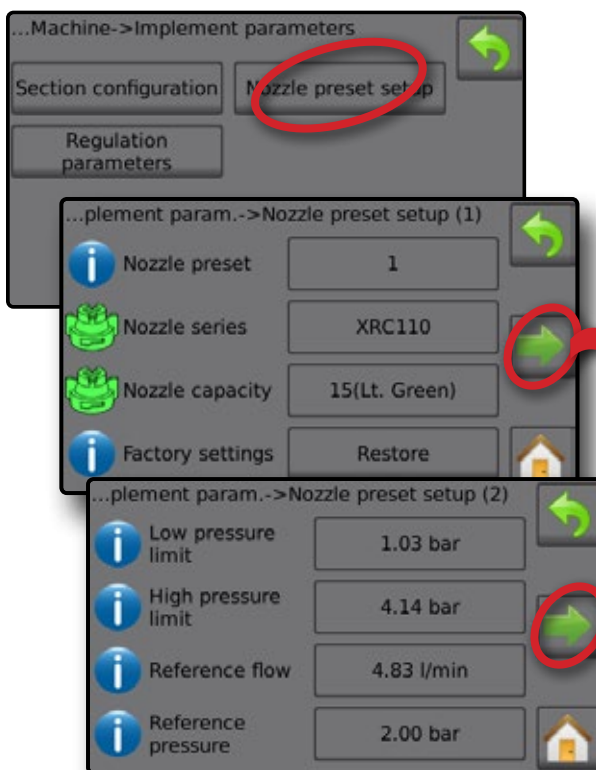 ...Machine->Implement parameters
Section configuration
Nozzle preset setup
Regulation
parameters
...plement param.->Nozzle preset setup (1)
Nozzle preset
1
Nozzle series
XRC110
Nozzle capacity
15(Lt. Green)
Factory settings
Restore
...plement param.->Nozzle preset setup (2)
Low pressure
limit
1.03 bar
High pressure
limit
4.14 bar
Reference flow
4.83 l/min
Reference
pressure
2.00 bar